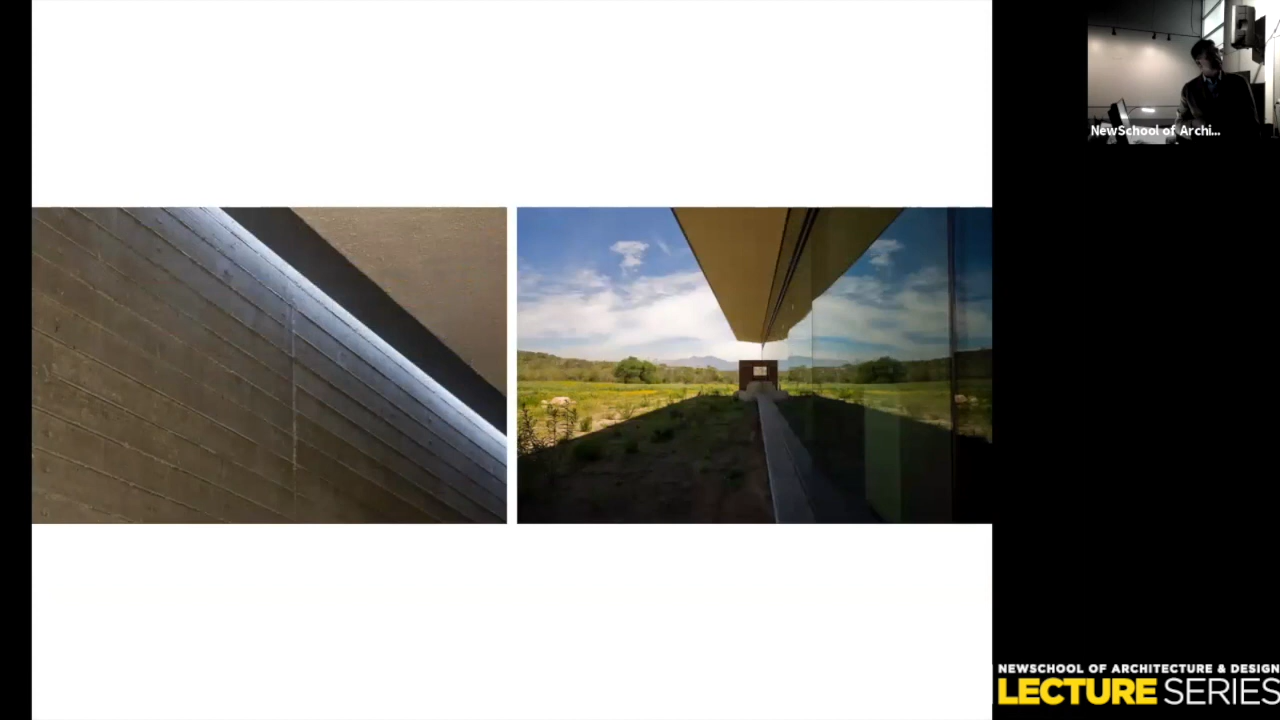 NewSchool of Archi...
NEWSCHOOL OF ARCHITECTURE & DESIGN
LECTURE SERIES